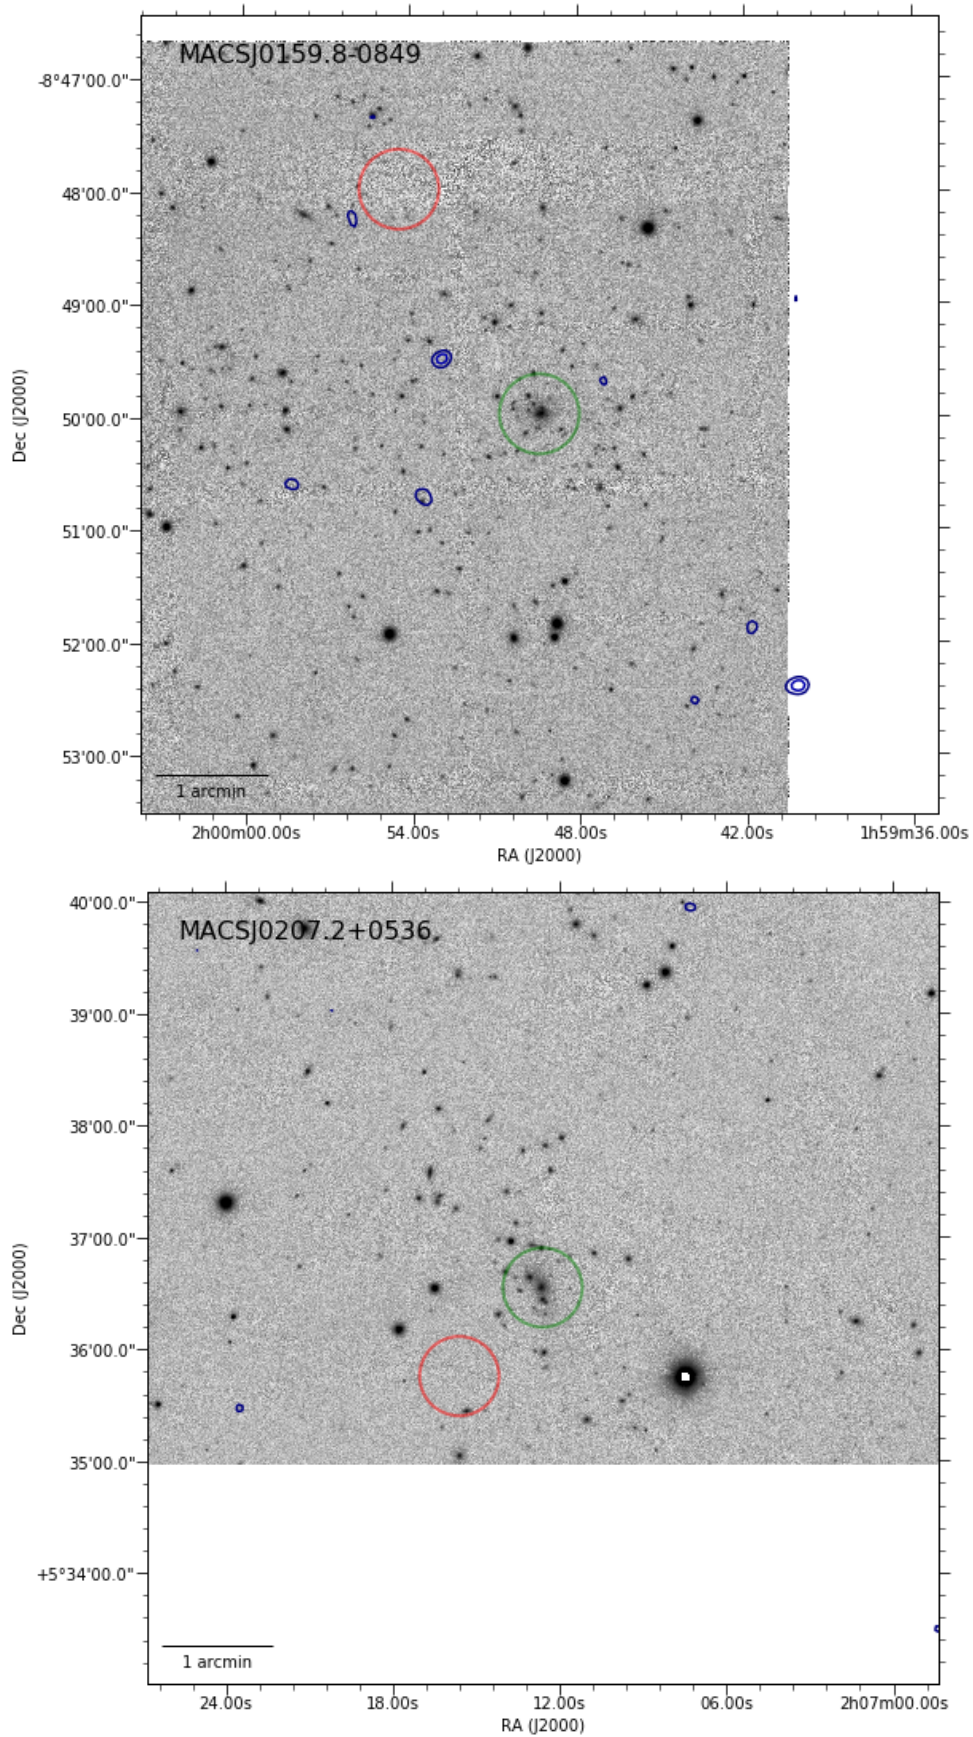 MACSJ0159.8-0849
-8°47'00.0"
48'00.0"
49'00.0"
50'00.0"
51'00.0"
52'00.0"
53'00.0"
Dec (J2000)
1 arcmin
2h00m00.00s 54.00s 48.00s 42.00s 1h59m36.00s
RA (J2000)
MACSJ0207.2+0536
40'00.0"
39'00.0"
38'00.0"
37'00.0"
36'00.0"
35'00.0"
+5°34'00.0"
Dec (J2000)
1 arcmin
24.00s 18.00s 12.00s 06.00s 2h07m00.00s
RA (J2000)